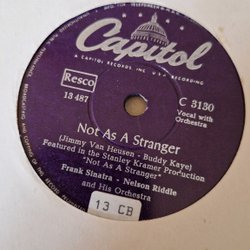 Capitol
A CAPITOL RECORDS INC. USA RECORDING
Resco
13 487
C 3130
Vocal with
Orchestra
Not As A Stranger
(Jimmy Van Heusen - Buddy Kaye)
Featured in the Stanley Kramer Production
"Not As A Stranger"
Frank Sinatra - Nelson Riddle
and His Orchestra
13 CB